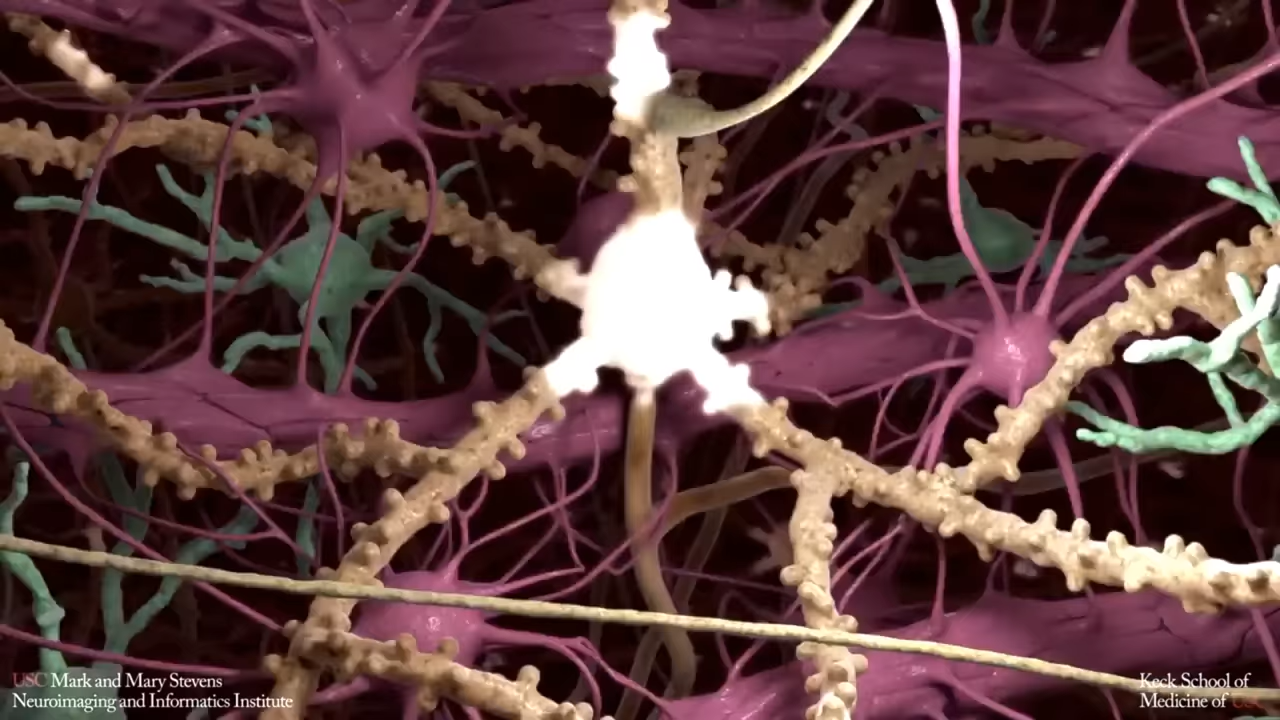 USC Mark and Mary Stevens
Neuroimaging and Informatics Institute
Keck School of
Medicine of USC